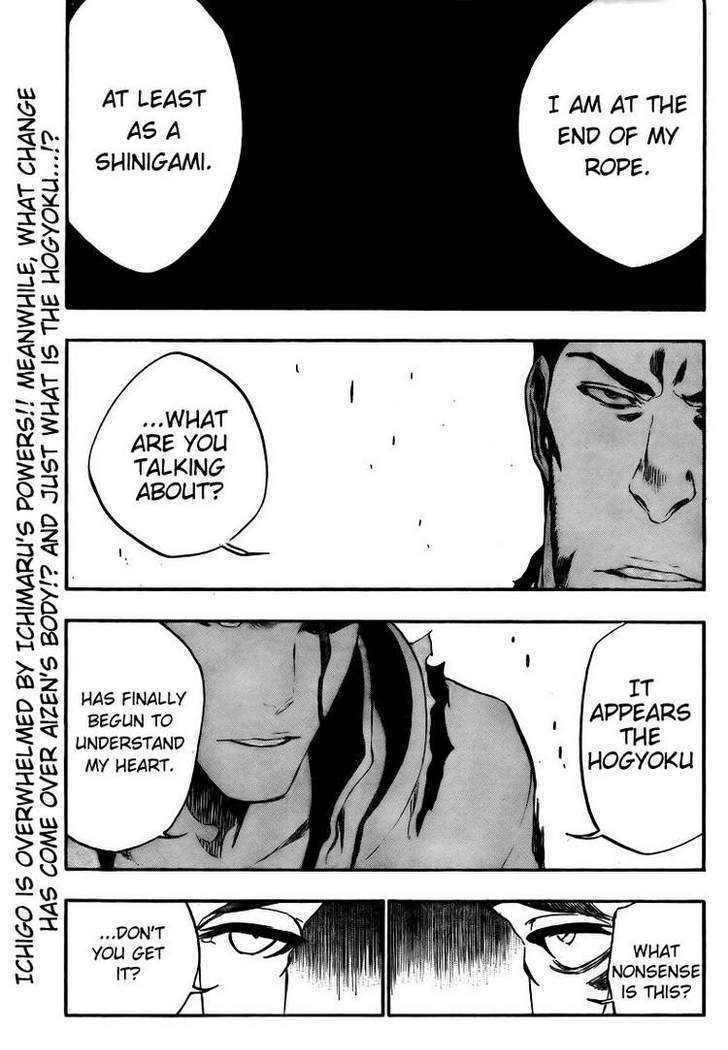 ICHIGO IS OVERWHELMED BY ICHIMARU'S POWERS!! MEANWHILE, WHAT CHANGE
HAS COME OVER AIZEN'S BODY!? AND JUST WHAT IS THE HOGYOKU...!?
I AM AT THE
END OF MY
ROPE.
AT LEAST
AS A
SHINIGAMI.
...WHAT
ARE YOU
TALKING
ABOUT?
IT
APPEARS
THE
HOGYOKU
HAS FINALLY
BEGUN TO
UNDERSTAND
MY HEART.
WHAT
NONSENSE
IS THIS?
...DON'T
YOU GET
IT?